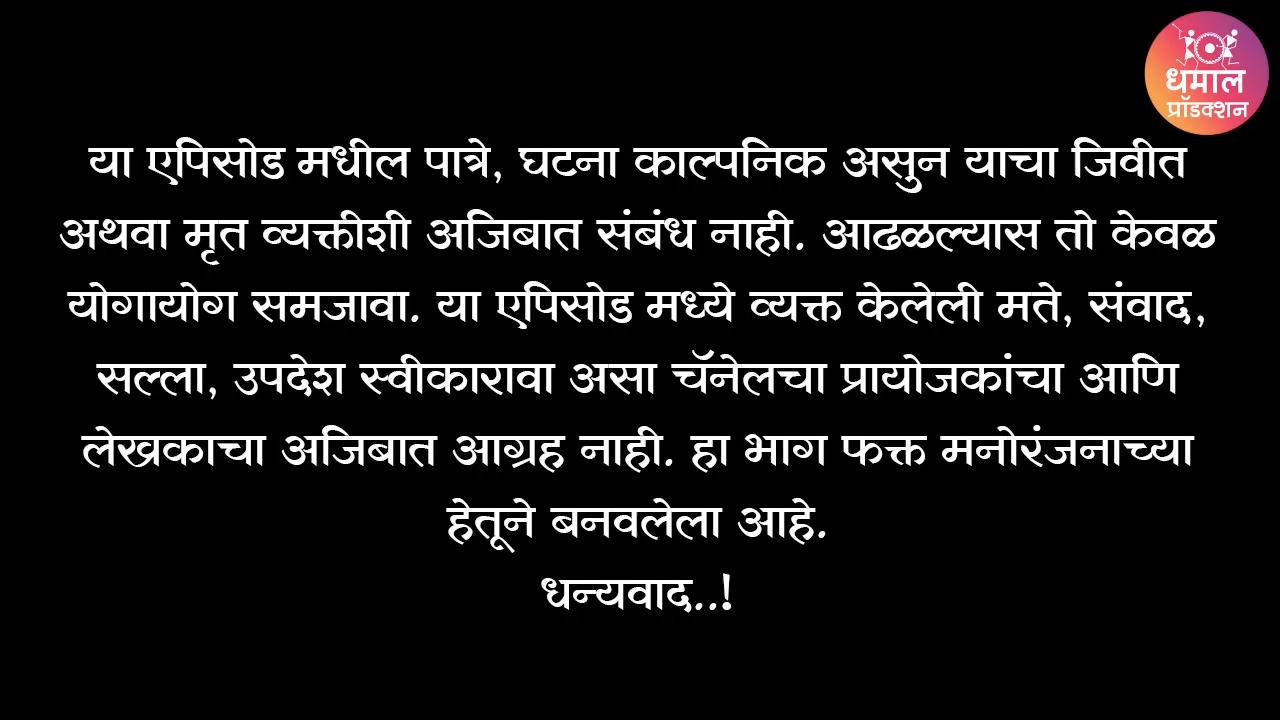 धमाल
प्रॉडक्शन
या एपिसोड मधील पात्रे, घटना काल्पनिक असुन याचा जिवीत
अथवा मृत व्यक्तीशी अजिबात संबंध नाही. आढळल्यास तो केवळ
योगायोग समजावा. या एपिसोड मध्ये व्यक्त केलेली मते, संवाद,
सल्ला, उपदेश स्वीकारावा असा चॅनेलचा प्रायोजकांचा आणि
लेखकाचा अजिबात आग्रह नाही. हा भाग फक्त मनोरंजनाच्या
हेतूने बनवलेला आहे.
धन्यवाद..!